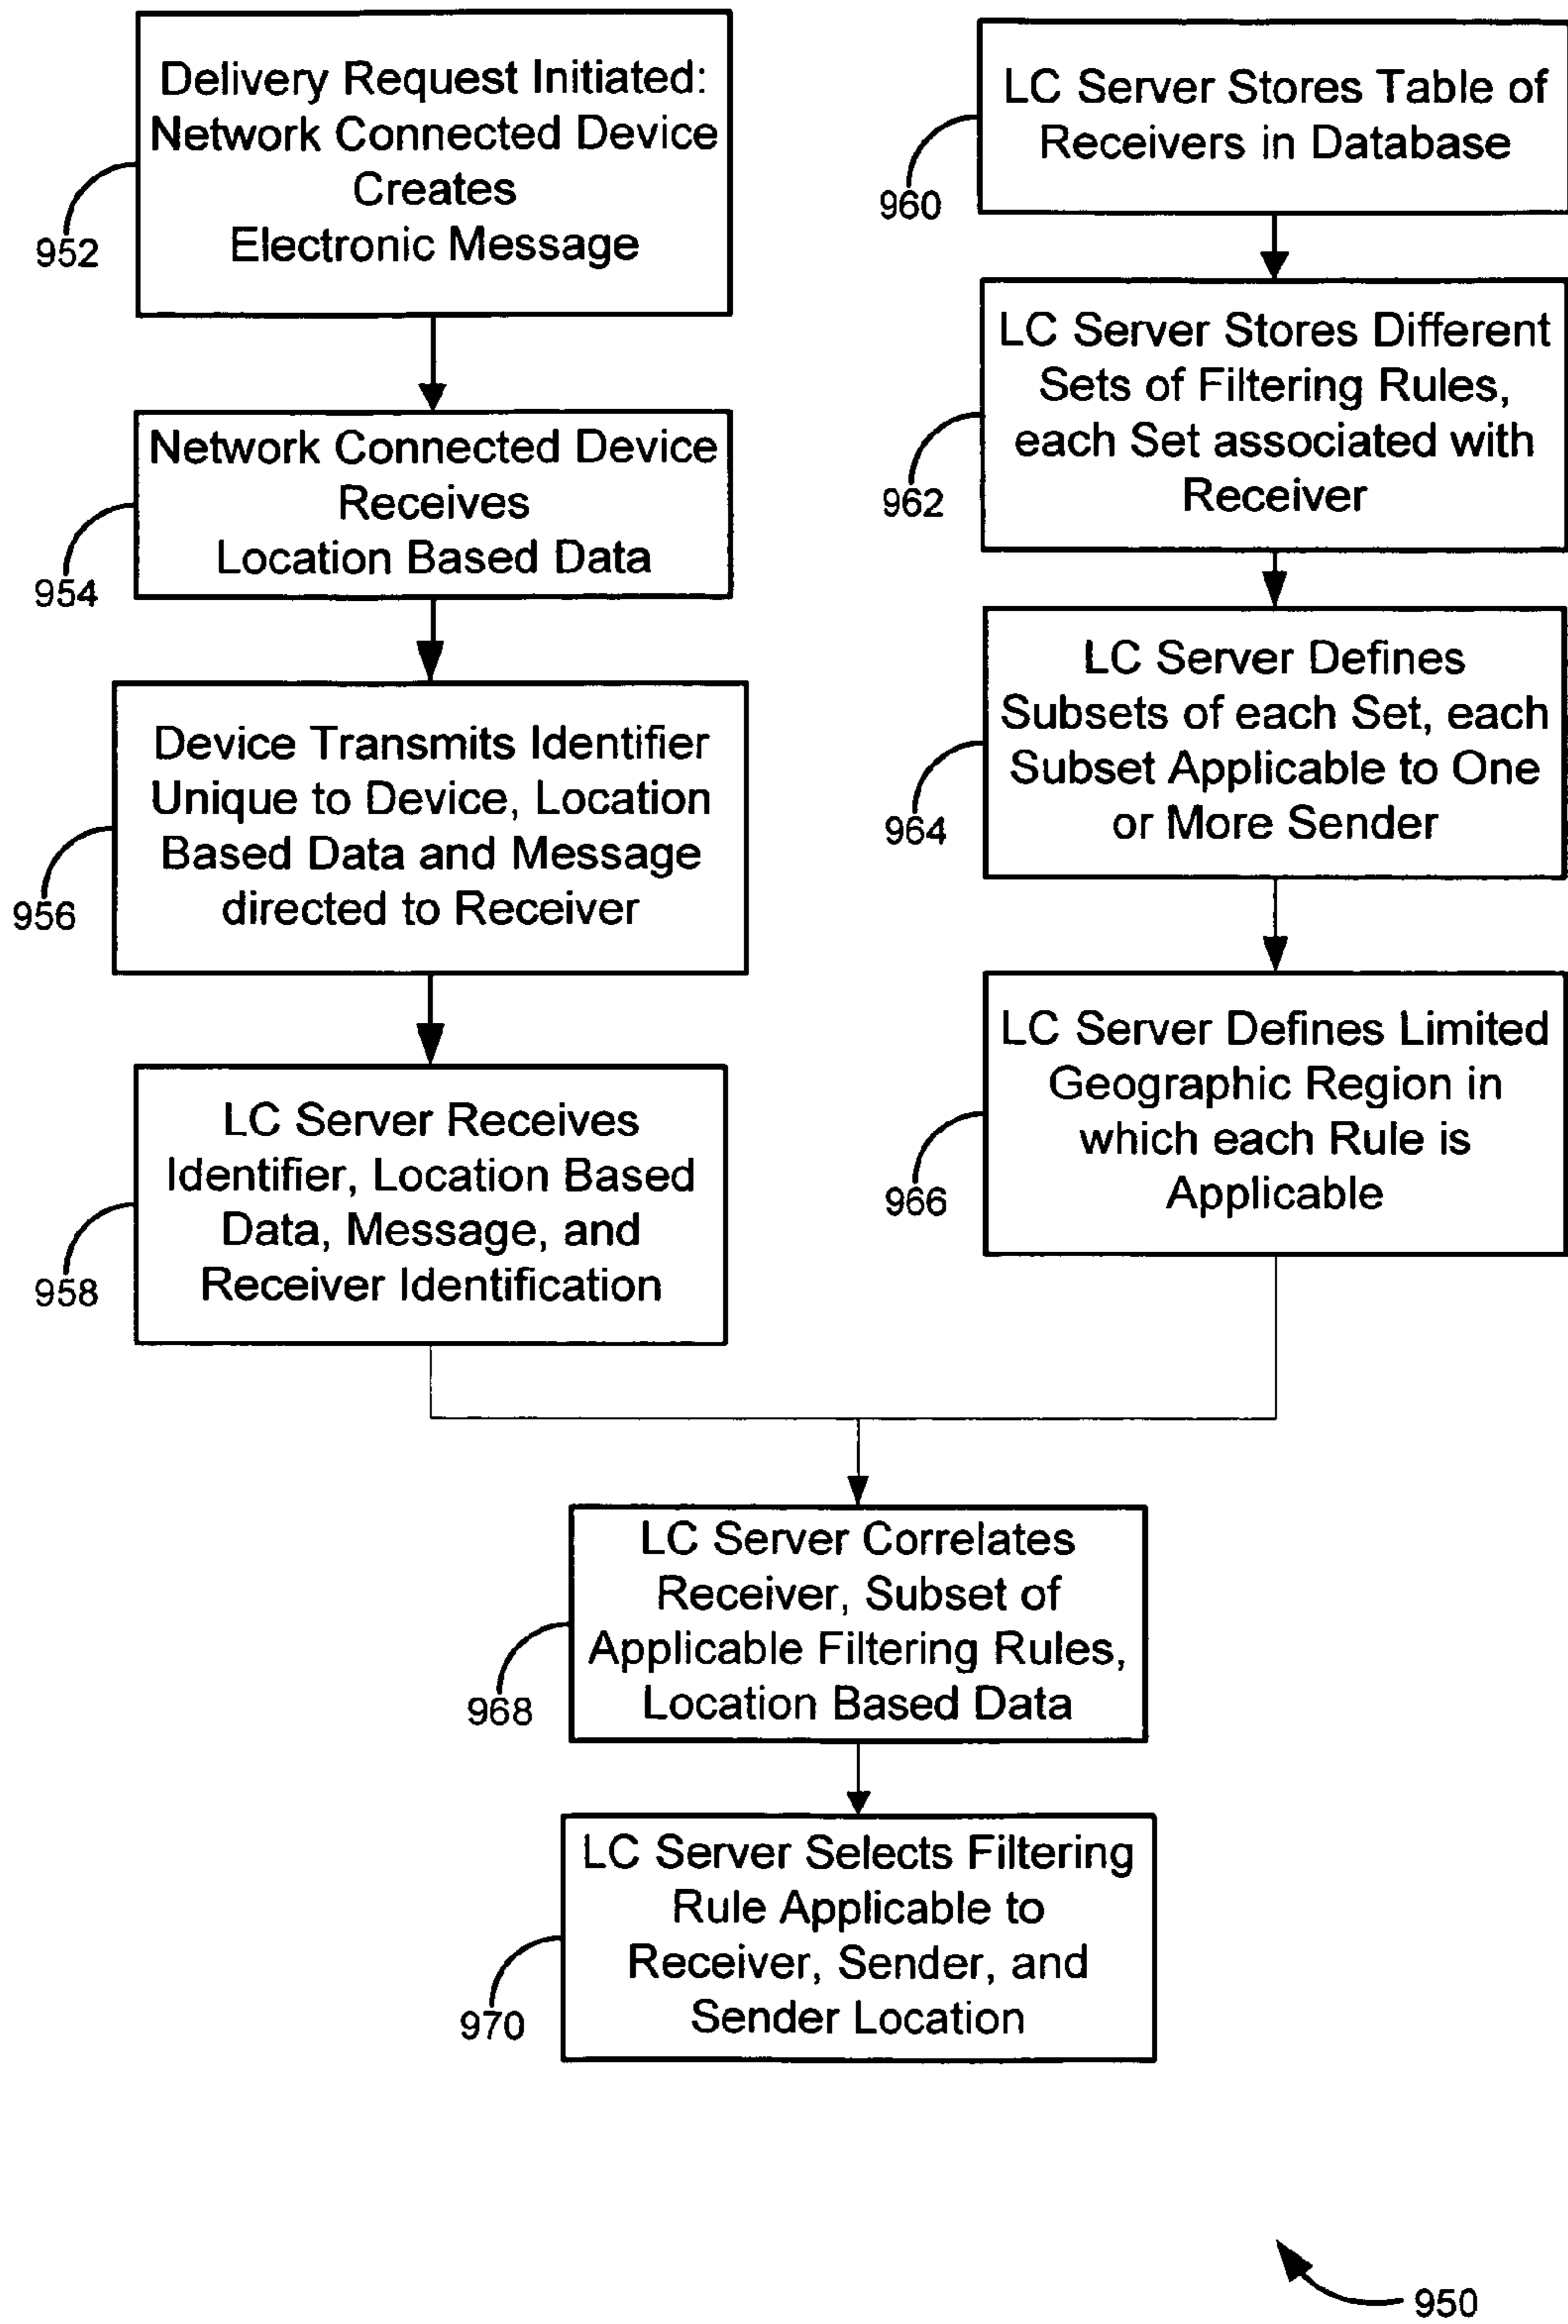 Delivery Request Initiated:
Network Connected Device
Creates
Electronic Message
952
Network Connected Device
Receives
Location Based Data
954
Device Transmits Identifier
Unique to Device, Location
Based Data and Message
directed to Receiver
956
LC Server Receives
Identifier, Location Based
Data, Message, and
Receiver Identification
958
LC Server Stores Table of
Receivers in Database
960
LC Server Stores Different
Sets of Filtering Rules,
each Set associated with
Receiver
962
LC Server Defines
Subsets of each Set, each
Subset Applicable to One
or More Sender
964
LC Server Defines Limited
Geographic Region in
which each Rule is
Applicable
966
LC Server Correlates
Receiver, Subset of
Applicable Filtering Rules,
Location Based Data
968
LC Server Selects Filtering
Rule Applicable to
Receiver, Sender, and
Sender Location
970
950